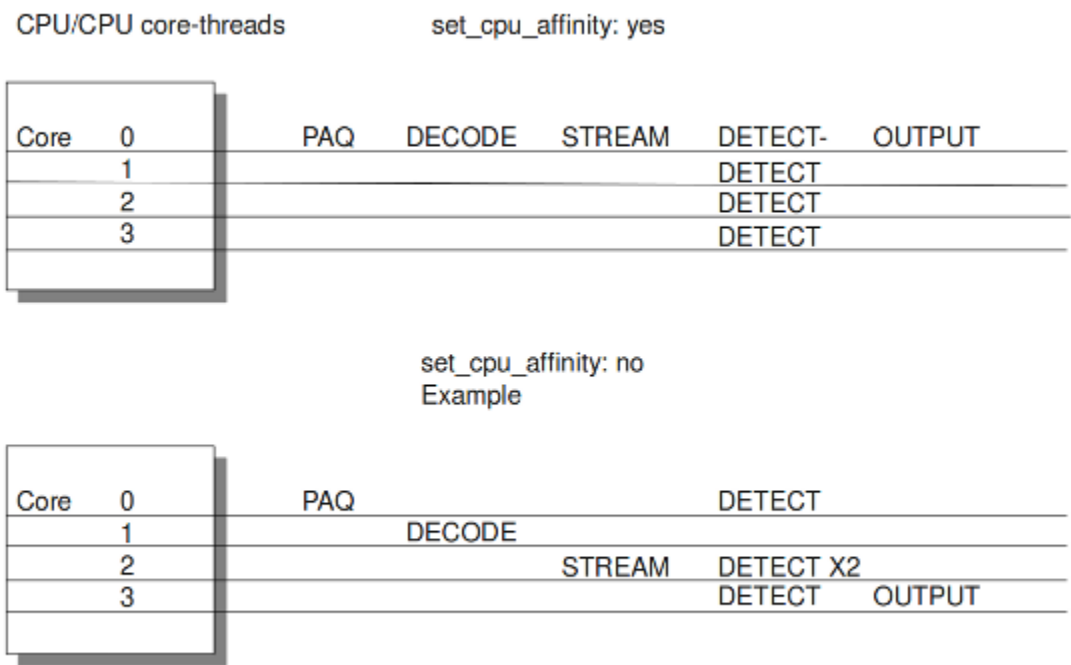 CPU/CPU core-threads set_cpu_affinity: yes
Core 0 PAQ DECODE STREAM DETECT- OUTPUT
1 DETECT
2 DETECT
3 DETECT
set_cpu_affinity: no
Example
Core 0 PAQ DETECT
1 DECODE
2 STREAM DETECT X2
3 DETECT OUTPUT